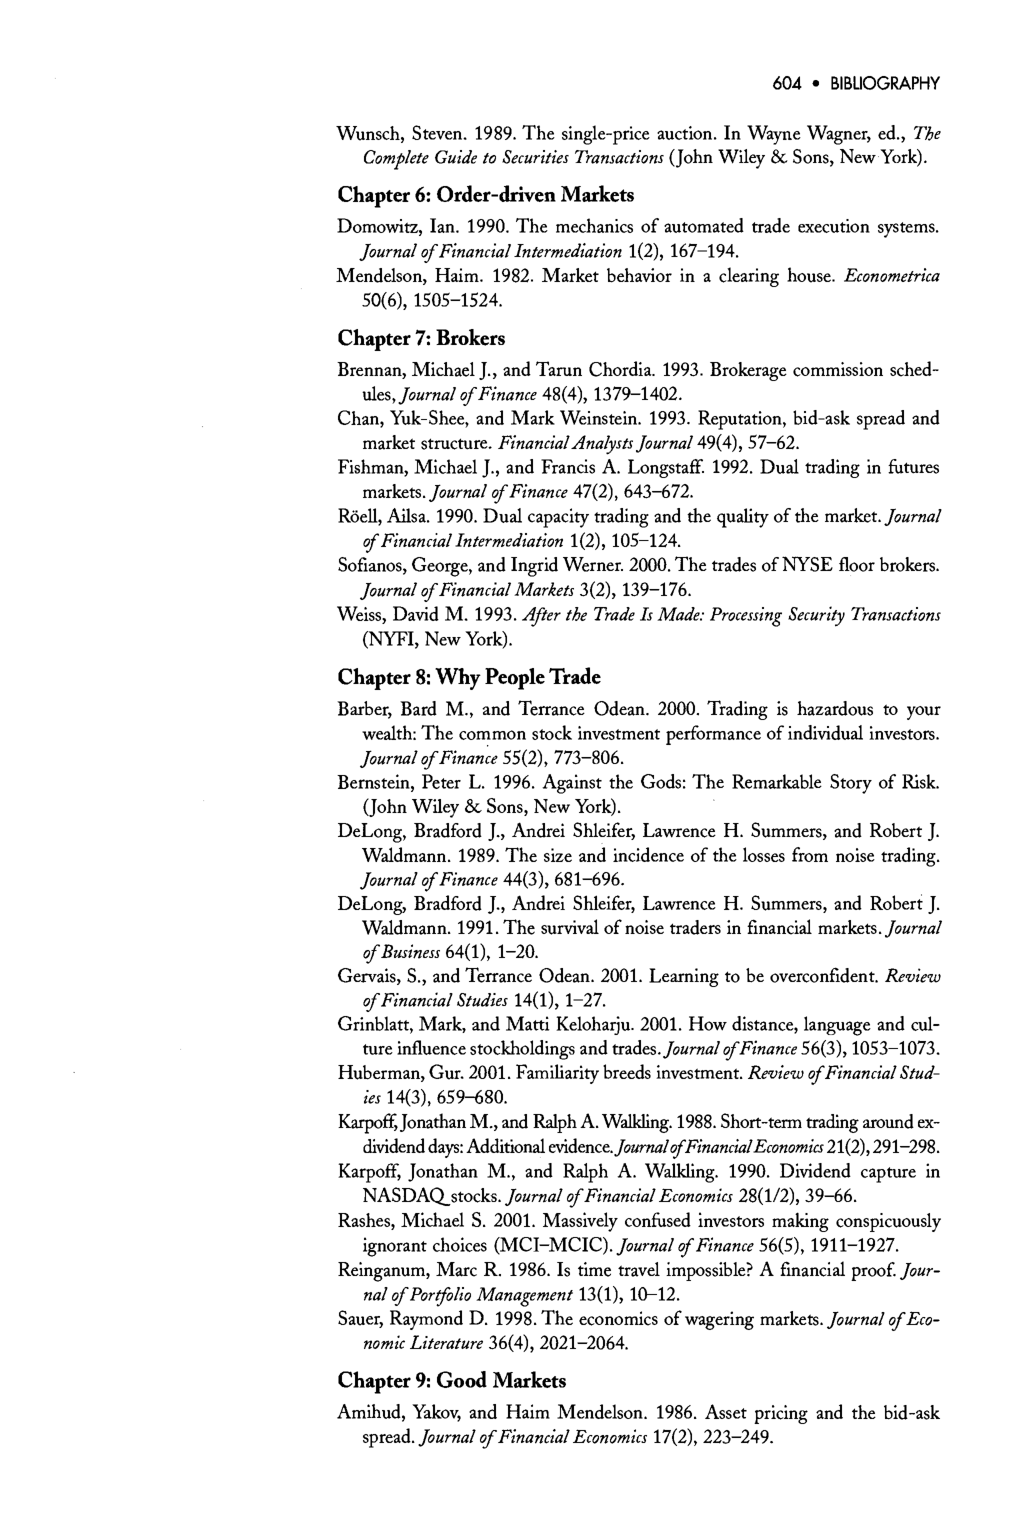 604 • BIBLIOGRAPHY
Wunsch, Steven. 1989. The single-price auction. In Wayne Wagner, ed., The
Complete Guide to Securities Transactions (John Wiley & Sons, New York).
Chapter 6: Order-driven Markets
Domowitz, Ian. 1990. The mechanics of automated trade execution systems.
Journal of Financial Intermediation 1(2), 167–194.
Mendelson, Haim. 1982. Market behavior in a clearing house. Econometrica
50(6), 1505–1524.
Chapter 7: Brokers
Brennan, Michael J., and Tarun Chordia. 1993. Brokerage commission sched-
ules, Journal of Finance 48(4), 1379–1402.
Chan, Yuk-Shee, and Mark Weinstein. 1993. Reputation, bid-ask spread and
market structure. Financial Analysts Journal 49(4), 57–62.
Fishman, Michael J., and Francis A. Longstaff. 1992. Dual trading in futures
markets. Journal of Finance 47(2), 643–672.
Röell, Ailsa. 1990. Dual capacity trading and the quality of the market. Journal
of Financial Intermediation 1(2), 105–124.
Sofianos, George, and Ingrid Werner. 2000. The trades of NYSE floor brokers.
Journal of Financial Markets 3(2), 139–176.
Weiss, David M. 1993. After the Trade Is Made: Processing Security Transactions
(NYFI, New York).
Chapter 8: Why People Trade
Barber, Bard M., and Terrance Odean. 2000. Trading is hazardous to your
wealth: The common stock investment performance of individual investors.
Journal of Finance 55(2), 773–806.
Bernstein, Peter L. 1996. Against the Gods: The Remarkable Story of Risk.
(John Wiley & Sons, New York).
DeLong, Bradford J., Andrei Shleifer, Lawrence H. Summers, and Robert J.
Waldmann. 1989. The size and incidence of the losses from noise trading.
Journal of Finance 44(3), 681–696.
DeLong, Bradford J., Andrei Shleifer, Lawrence H. Summers, and Robert J.
Waldmann. 1991. The survival of noise traders in financial markets. Journal
of Business 64(1), 1–20.
Gervais, S., and Terrance Odean. 2001. Learning to be overconfident. Review
of Financial Studies 14(1), 1–27.
Grinblatt, Mark, and Matti Keloharju. 2001. How distance, language and cul-
ture influence stockholdings and trades. Journal of Finance 56(3), 1053–1073.
Huberman, Gur. 2001. Familiarity breeds investment. Review of Financial Stud-
ies 14(3), 659–680.
Karpoff, Jonathan M., and Ralph A. Walkling. 1988. Short-term trading around ex-
dividend days: Additional evidence. Journal of Financial Economics 21(2), 291–298.
Karpoff, Jonathan M., and Ralph A. Walkling. 1990. Dividend capture in
NASDAQ stocks. Journal of Financial Economics 28(1/2), 39–66.
Rashes, Michael S. 2001. Massively confused investors making conspicuously
ignorant choices (MCI–MCIC). Journal of Finance 56(5), 1911–1927.
Reinganum, Marc R. 1986. Is time travel impossible? A financial proof. Jour-
nal of Portfolio Management 13(1), 10–12.
Sauer, Raymond D. 1998. The economics of wagering markets. Journal of Eco-
nomic Literature 36(4), 2021–2064.
Chapter 9: Good Markets
Amihud, Yakov, and Haim Mendelson. 1986. Asset pricing and the bid-ask
spread. Journal of Financial Economics 17(2), 223–249.